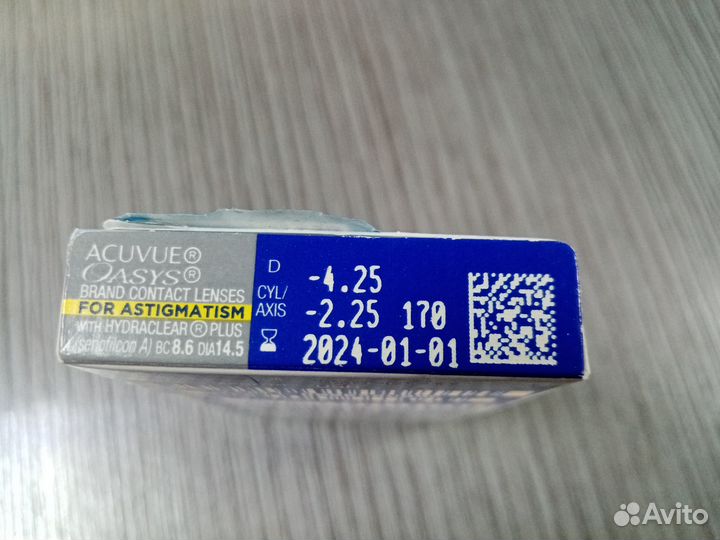 ACUVUE®
OASYS®
BRAND CONTACT LENSES
FOR ASTIGMATISM
WITH HYDRACLEAR® PLUS
(senofilcon A) BC 8.6 DIA 14.5
D -4.25
CYL/
AXIS -2.25 170
2024-01-01
Avito